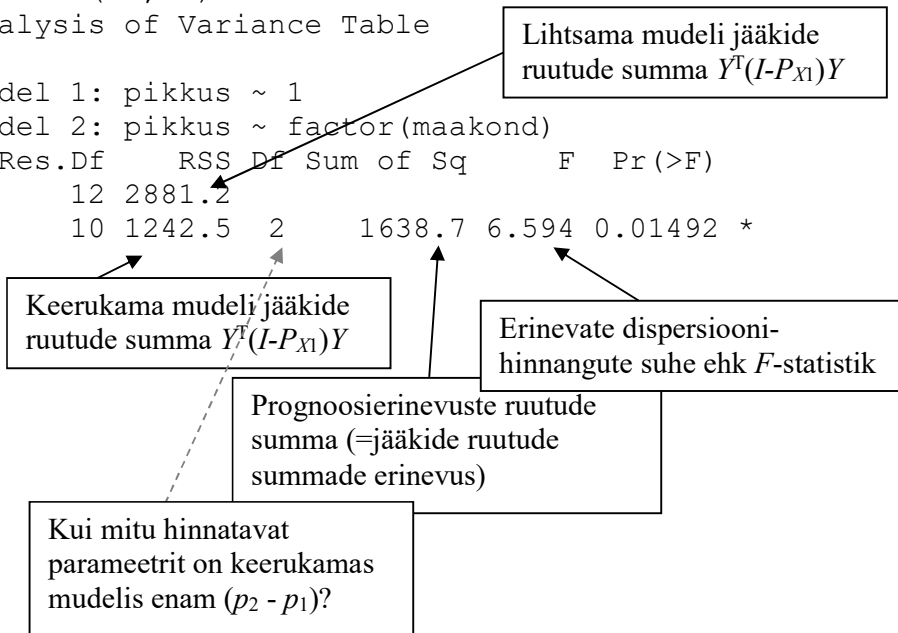 alysis of Variance Table
Lihtsama mudeli jääkide
ruutude summa Yᵀ(I-P_X1)Y
del 1: pikkus ~ 1
del 2: pikkus ~ factor(maakond)
Res.Df RSS Df Sum of Sq F Pr(>F)
12 2881.2
10 1242.5 2 1638.7 6.594 0.01492 *
Keerukama mudeli jääkide
ruutude summa Yᵀ(I-P_X1)Y
Erinevate dispersiooni-
hinnangute suhe ehk F-statistik
Prognoosierinevuste ruutude
summa (=jääkide ruutude
summade erinevus)
Kui mitu hinnatavat
parameetrit on keerukamas
mudelis enam (p₂ - p₁)?